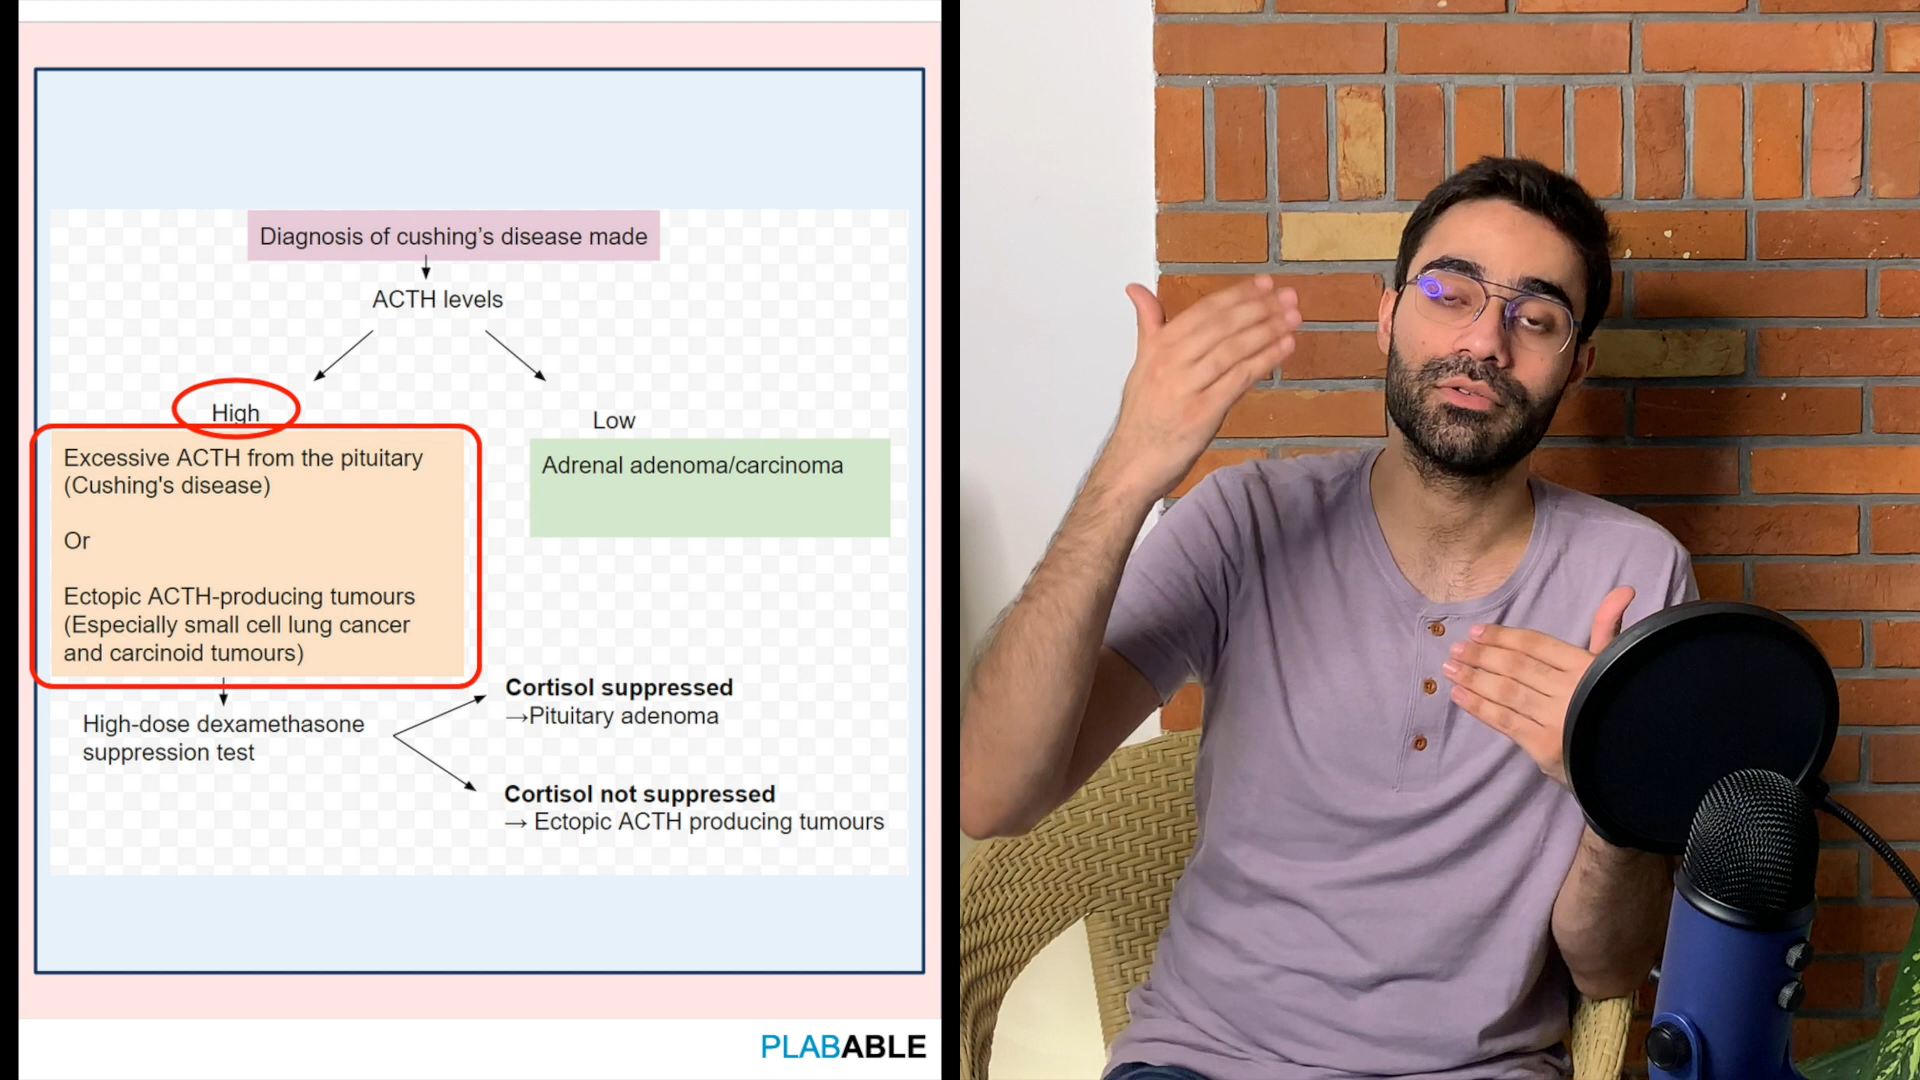 Diagnosis of cushing's disease made
ACTH levels
High
Low
Excessive ACTH from the pituitary
(Cushing's disease)
Or
Ectopic ACTH-producing tumours
(Especially small cell lung cancer
and carcinoid tumours)
Adrenal adenoma/carcinoma
High-dose dexamethasone
suppression test
Cortisol suppressed
→Pituitary adenoma
Cortisol not suppressed
→ Ectopic ACTH producing tumours
PLABABLE